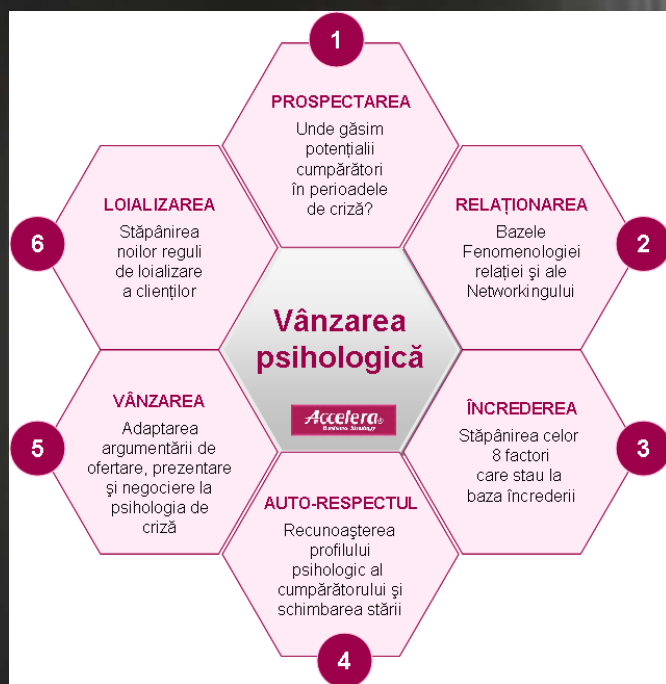 1
PROSPECTAREA
Unde găsim
potențialii
cumpărători
în perioadele
de criză?
RELAȚIONAREA
Bazele
Fenomenologiei
relației şi ale
Networkingului
2
ÎNCREDEREA
Stăpânirea celor
8 factori
care stau la
baza încrederii
3
AUTO-RESPECTUL
Recunoaşterea
profilului
psihologic al
cumpărătorului şi
schimbarea stării
4
VÂNZAREA
Adaptarea
argumentării de
ofertare, prezentare
şi negociere la
psihologia de
criză
5
LOIALIZAREA
Stăpânirea
noilor reguli
de loializare
a clienților
6
Vânzarea
psihologică
Accelera®
Business Strategy